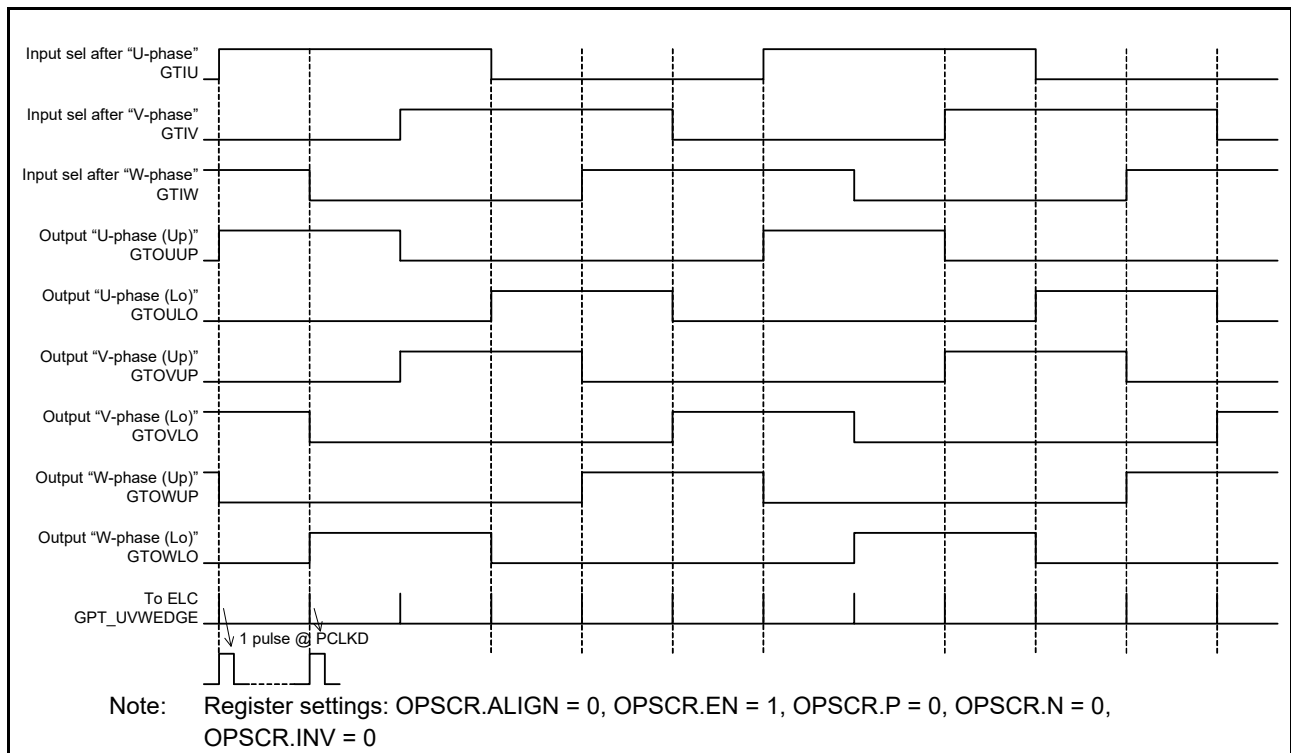 Input sel after “U-phase”
GTIU
Input sel after “V-phase”
GTIV
Input sel after “W-phase”
GTIW
Output “U-phase (Up)”
GTOUUP
Output “U-phase (Lo)”
GTOULO
Output “V-phase (Up)”
GTOVUP
Output “V-phase (Lo)”
GTOVLO
Output “W-phase (Up)”
GTOWUP
Output “W-phase (Lo)”
GTOWLO
To ELC
GPT_UVWEDGE
1 pulse @ PCLKD
Note: Register settings: OPSCR.ALIGN = 0, OPSCR.EN = 1, OPSCR.P = 0, OPSCR.N = 0,
OPSCR.INV = 0